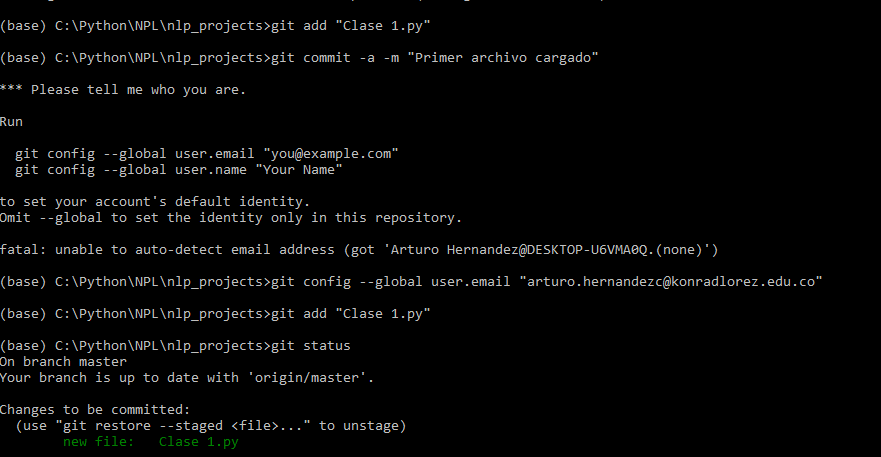 (base) C:\Python\NPL\nlp_projects>git add "Clase 1.py"
(base) C:\Python\NPL\nlp_projects>git commit -a -m "Primer archivo cargado"
*** Please tell me who you are.
Run
git config --global user.email "you@example.com"
git config --global user.name "Your Name"
to set your account's default identity.
Omit --global to set the identity only in this repository.
fatal: unable to auto-detect email address (got 'Arturo Hernandez@DESKTOP-U6VMA0Q.(none)')
(base) C:\Python\NPL\nlp_projects>git config --global user.email "arturo.hernandezc@konradlorez.edu.co"
(base) C:\Python\NPL\nlp_projects>git add "Clase 1.py"
(base) C:\Python\NPL\nlp_projects>git status
On branch master
Your branch is up to date with 'origin/master'.
Changes to be committed:
(use "git restore --staged <file>..." to unstage)
new file:   Clase 1.py